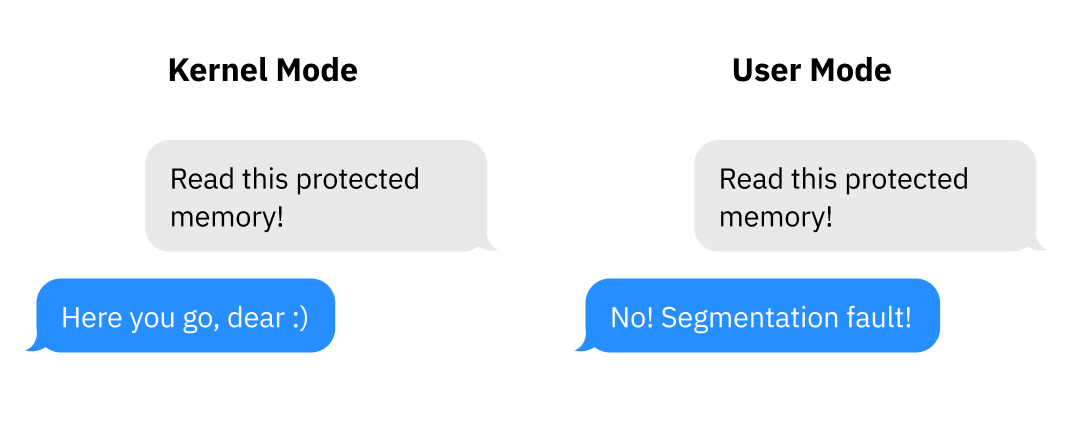 Kernel Mode
Read this protected
memory!
Here you go, dear :)
User Mode
Read this protected
memory!
No! Segmentation fault!